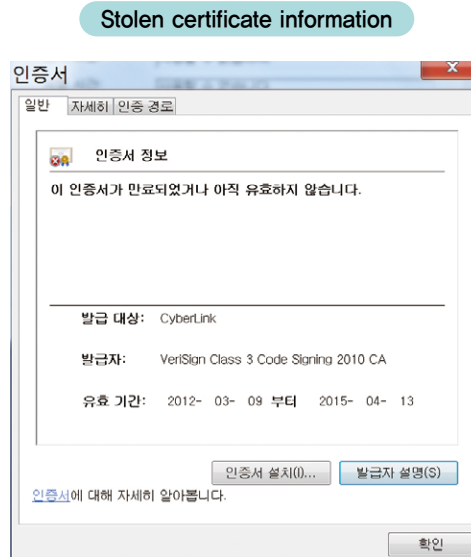 Stolen certificate information
인증서
일반 자세히 인증 경로
인증서 정보
이 인증서가 만료되었거나 아직 유효하지 않습니다.
발급 대상: CyberLink
발급자: VeriSign Class 3 Code Signing 2010 CA
유효 기간: 2012- 03- 09 부터 2015- 04- 13
인증서 설치(I)... 발급자 설명(S)
인증서에 대해 자세히 알아봅니다.
확인